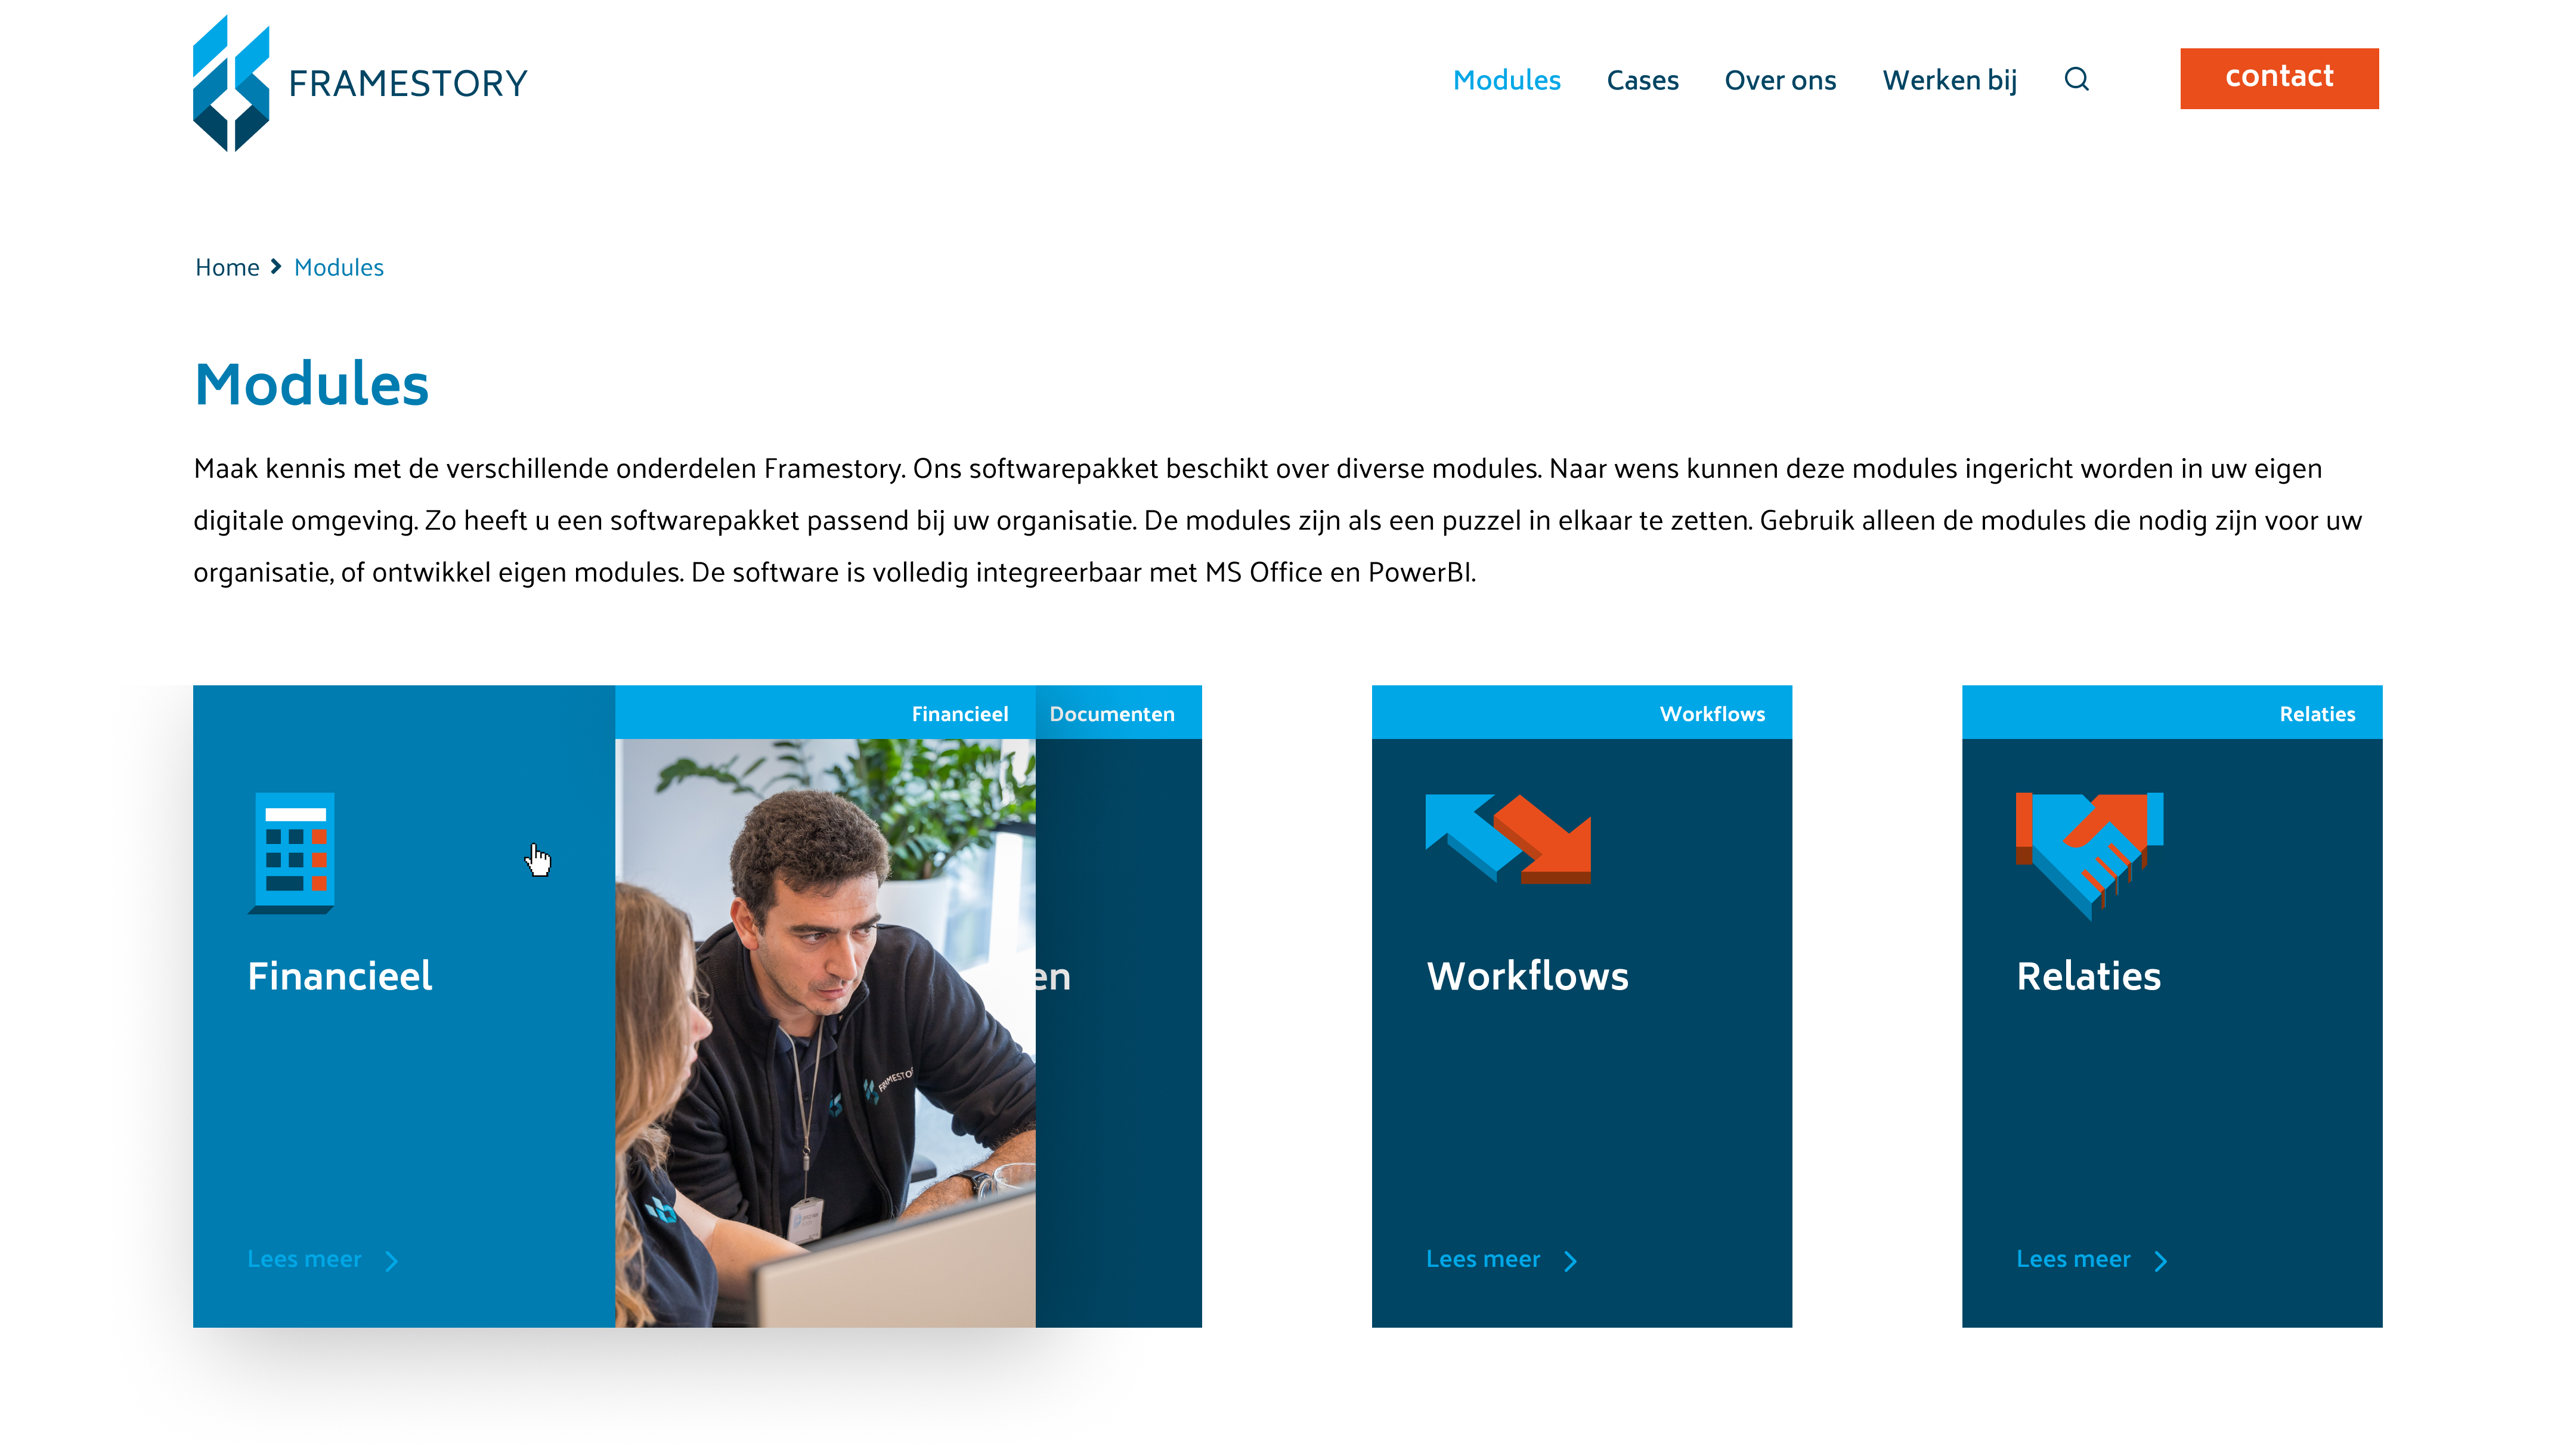 FRAMESTORY
Modules
Cases
Over ons
Werken bij
contact
Home
Modules
Modules
Maak kennis met de verschillende onderdelen Framestory. Ons softwarepakket beschikt over diverse modules. Naar wens kunnen deze modules ingericht worden in uw eigen
digitale omgeving. Zo heeft u een softwarepakket passend bij uw organisatie. De modules zijn als een puzzel in elkaar te zetten. Gebruik alleen de modules die nodig zijn voor uw
organisatie, of ontwikkel eigen modules. De software is volledig integreerbaar met MS Office en PowerBI.
Financieel
Documenten
Workflows
Relaties
Financieel
en
Workflows
Relaties
FRAMESTO
Lees meer
Lees meer
Lees meer